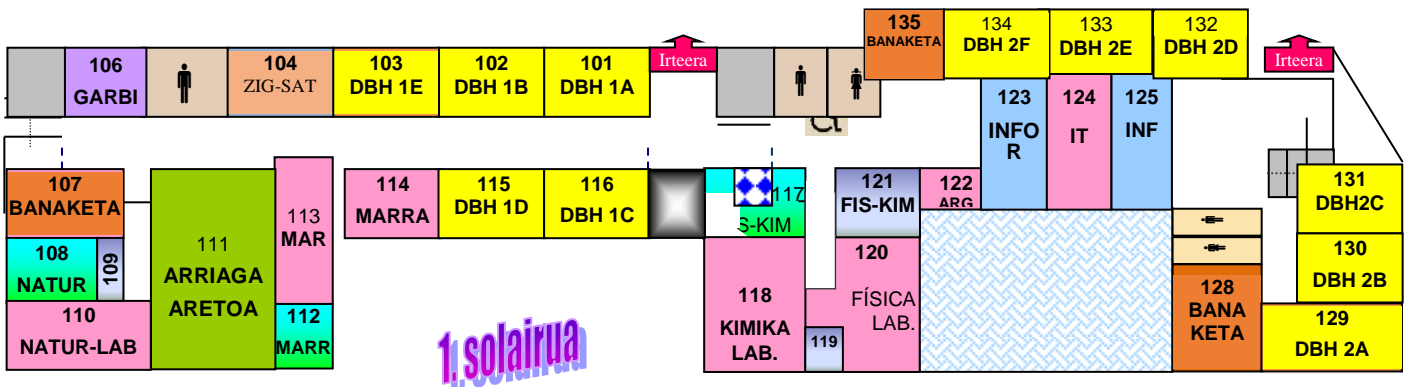 135
BANAKETA
134
DBH 2F
133
DBH 2E
132
DBH 2D
106
GARBI
104
ZIG-SAT
103
DBH 1E
102
DBH 1B
101
DBH 1A
Irteera
Irteera
123
INFO
R
124
IT
125
INF
107
BANAKETA
108
NATUR
109
110
NATUR-LAB
111
ARRIAGA
ARETOA
113
MAR
112
MARR
114
MARRA
115
DBH 1D
116
DBH 1C
117
S-KIM
118
KIMIKA
LAB.
119
121
FIS-KIM
120
FÍSICA
LAB.
122
ARG
128
BANA
KETA
131
DBH2C
130
DBH 2B
129
DBH 2A
1. solairua